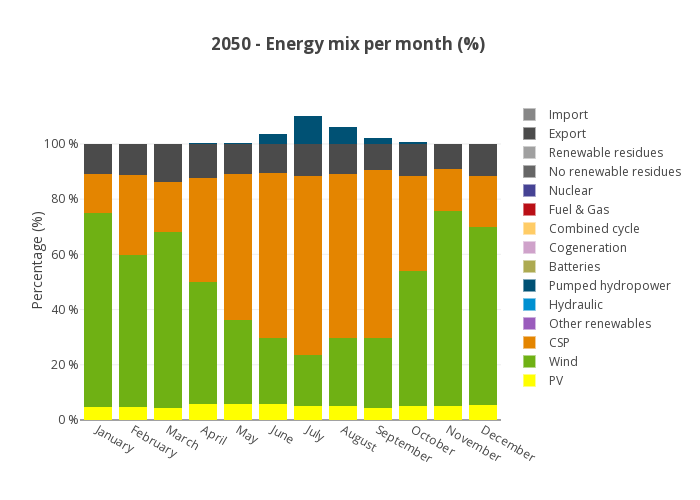 2050 - Energy mix per month (%)
Percentage (%)
100 %
80 %
60 %
40 %
20 %
0 %
January
February
March
April
May
June
July
August
September
October
November
December
Import
Export
Renewable residues
No renewable residues
Nuclear
Fuel & Gas
Combined cycle
Cogeneration
Batteries
Pumped hydropower
Hydraulic
Other renewables
CSP
Wind
PV